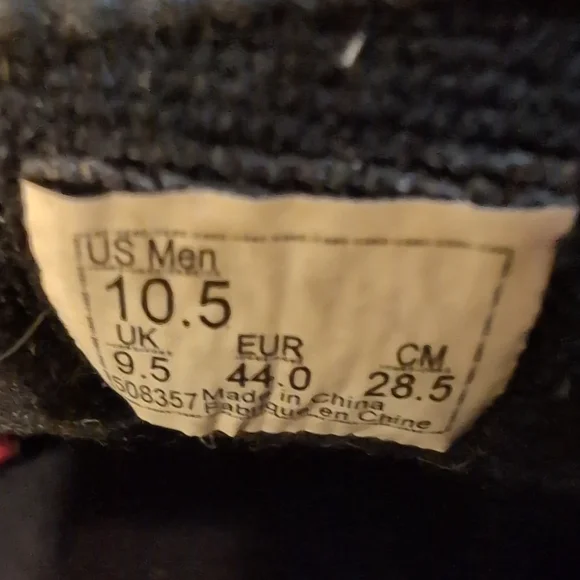 US Men
10.5
UK EUR CM
9.5 44.0 28.5
508357 Made in China
Fabriqué en Chine